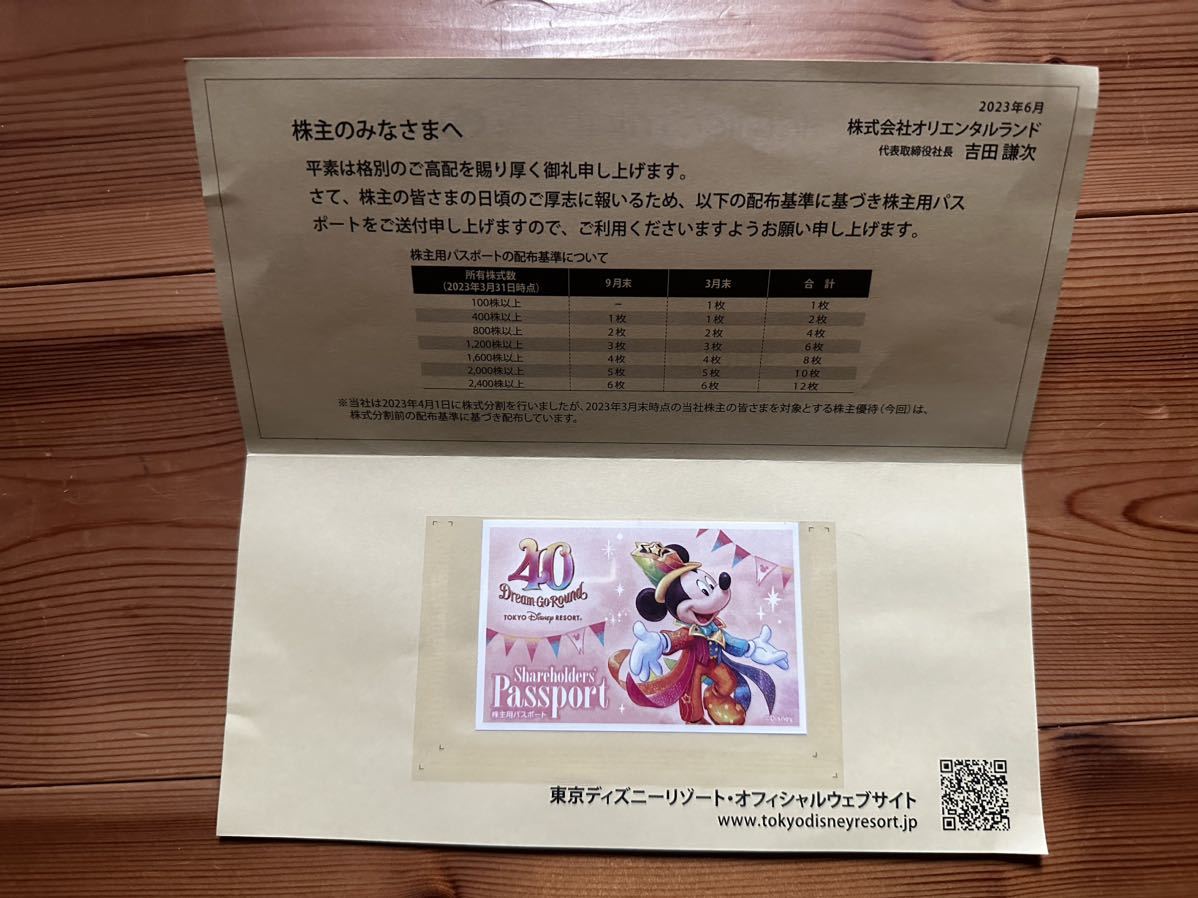 2023年6月
株主のみなさまへ
株式会社オリエンタルランド
代表取締役社長 吉田 謙次
平素は格別のご高配を賜り厚く御礼申し上げます。
さて、株主の皆さまの日頃のご厚志に報いるため、以下の配布基準に基づき株主用パス
ポートをご送付申し上げますので、ご利用くださいますようお願い申し上げます。
株主用パスポートの配布基準について
所有株式数 9月末 3月末 合計
(2023年3月31日時点)
100株以上 − 1枚 1枚
400株以上 1枚 1枚 2枚
800株以上 2枚 2枚 4枚
1,200株以上 3枚 3枚 6枚
1,600株以上 4枚 4枚 8枚
2,000株以上 5枚 5枚 10枚
2,400株以上 6枚 6枚 12枚
※当社は2023年4月1日に株式分割を行いましたが、2023年3月末時点の当社株主の皆さまを対象とする株主優待(今回)は、
株式分割前の配布基準に基づき配布しています。
40
Dream-Go-Round
TOKYO Disney RESORT®
Shareholders'
Passport
株主用パスポート
©Disney
東京ディズニーリゾート・オフィシャルウェブサイト
www.tokyodisneyresort.jp